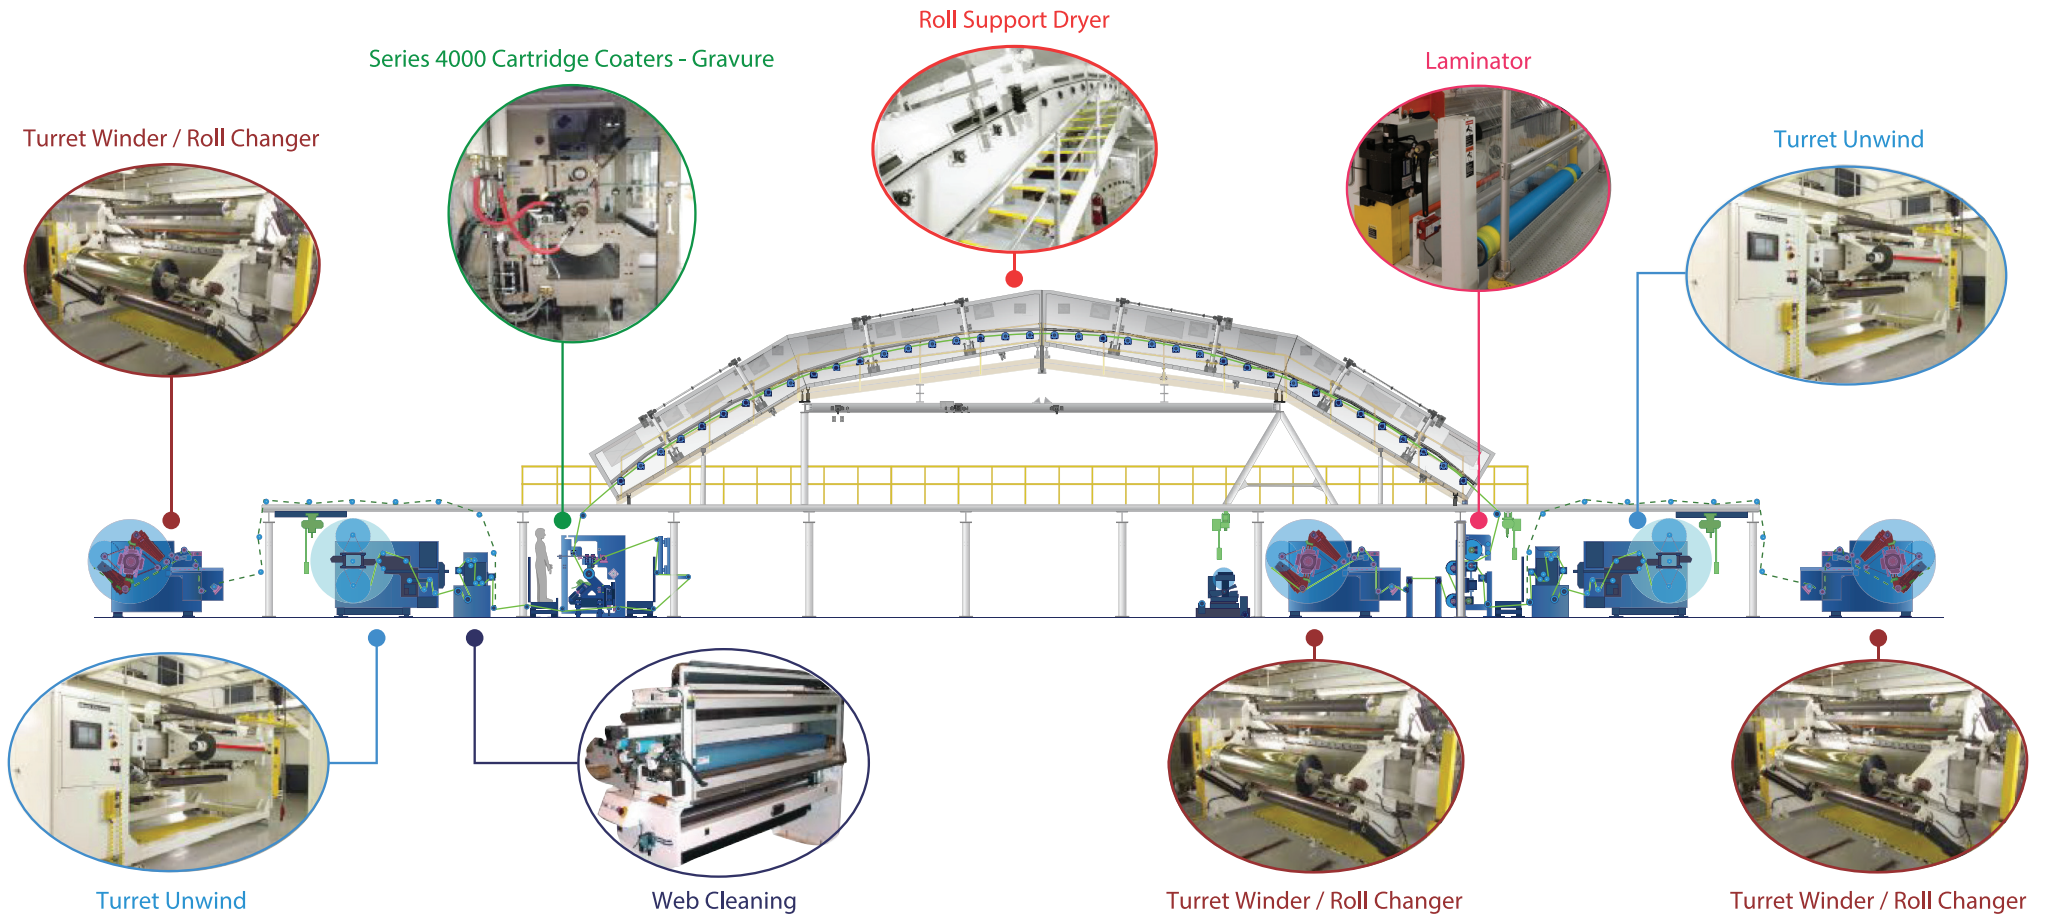 Roll Support Dryer
Series 4000 Cartridge Coaters - Gravure
Laminator
Turret Winder / Roll Changer
Turret Unwind
Turret Unwind
Web Cleaning
Turret Winder / Roll Changer
Turret Winder / Roll Changer